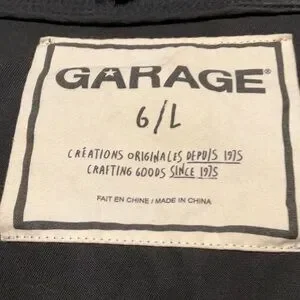 GARAGE®
6/L
CRÉATIONS ORIGINALES DEPUIS 1975
CRAFTING GOODS SINCE 1975
FAIT EN CHINE / MADE IN CHINA